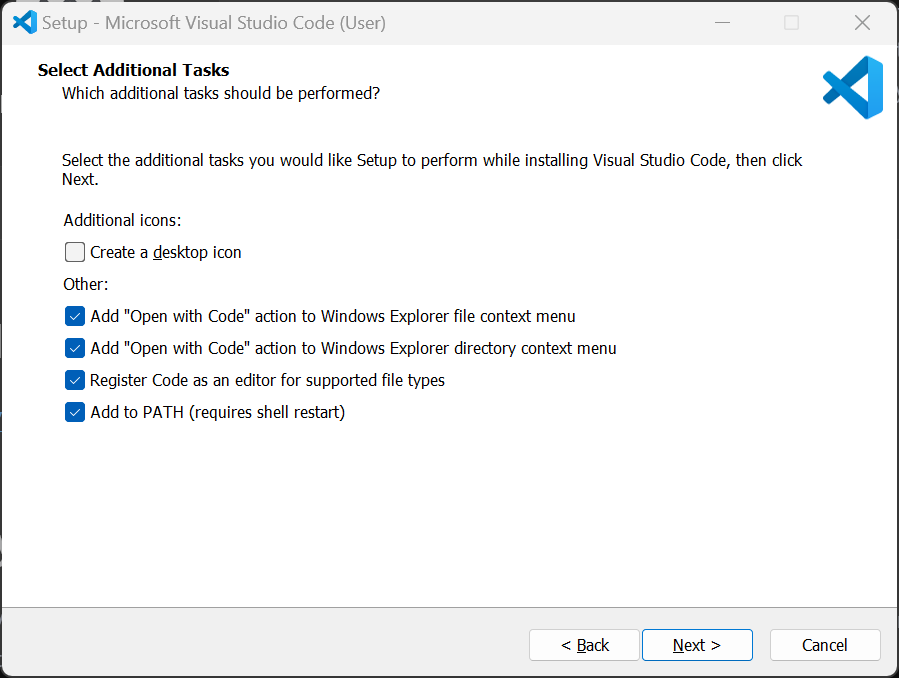 Setup - Microsoft Visual Studio Code (User)
Select Additional Tasks
Which additional tasks should be performed?
Select the additional tasks you would like Setup to perform while installing Visual Studio Code, then click
Next.
Additional icons:
Create a desktop icon
Other:
Add "Open with Code" action to Windows Explorer file context menu
Add "Open with Code" action to Windows Explorer directory context menu
Register Code as an editor for supported file types
Add to PATH (requires shell restart)
< Back
Next >
Cancel